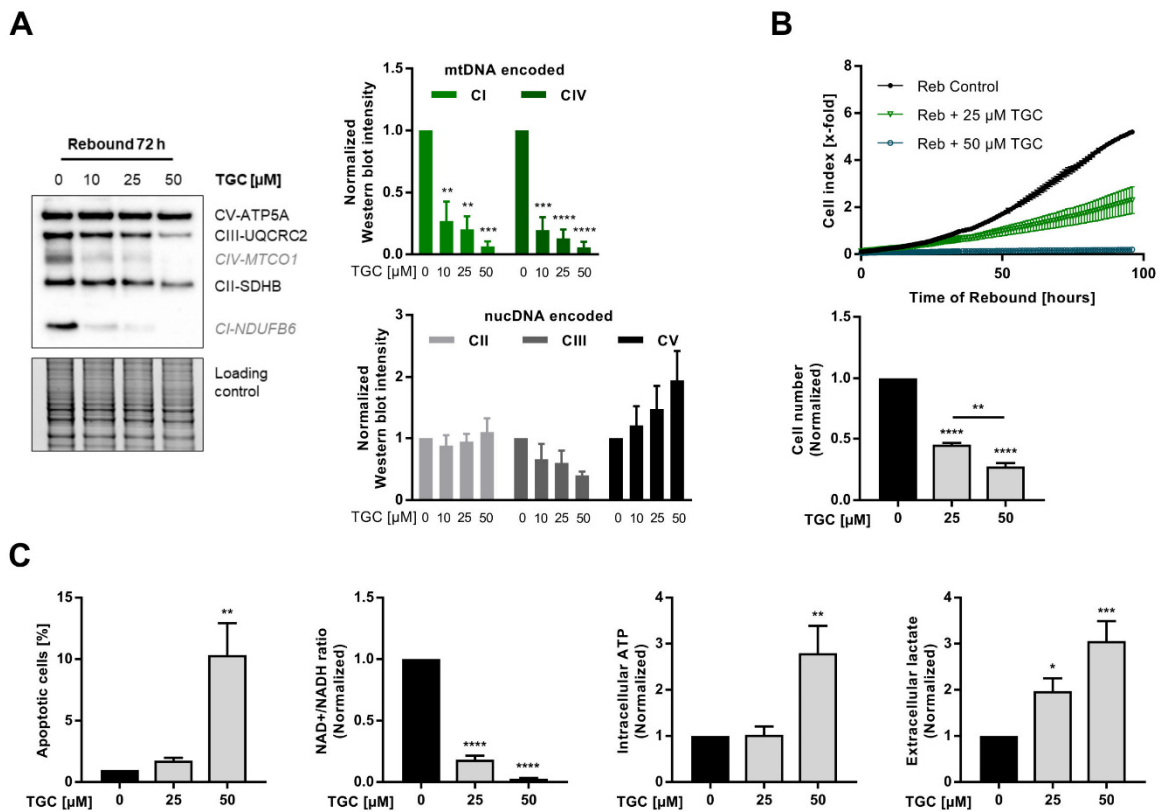 A
Rebound 72 h
0 10 25 50 TGC [µM]
CV-ATP5A
CIII-UQCRC2
CIV-MTCO1
CII-SDHB
CI-NDUFB6
Loading
control
mtDNA encoded
CI CIV
Normalized
Western blot intensity
1.5
1.0
0.5
0.0
** ** *** *** **** ****
TGC [µM] 0 10 25 50 0 10 25 50
nucDNA encoded
CII CIII CV
Normalized
Western blot intensity
3
2
1
0
TGC [µM] 0 10 25 50 0 10 25 50 0 10 25 50
B
Cell index [x-fold]
8
6
4
2
0
Reb Control
Reb + 25 µM TGC
Reb + 50 µM TGC
0 50 100
Time of Rebound [hours]
Cell number
(Normalized)
1.5
1.0
0.5
0.0
**
**** ****
TGC [µM] 0 25 50
C
Apoptotic cells [%]
15
10
5
0
**
TGC [µM] 0 25 50
NAD+/NADH ratio
(Normalized)
1.5
1.0
0.5
0.0
**** ****
TGC [µM] 0 25 50
Intracellular ATP
(Normalized)
4
3
2
1
0
**
TGC [µM] 0 25 50
Extracellular lactate
(Normalized)
4
3
2
1
0
* ***
TGC [µM] 0 25 50